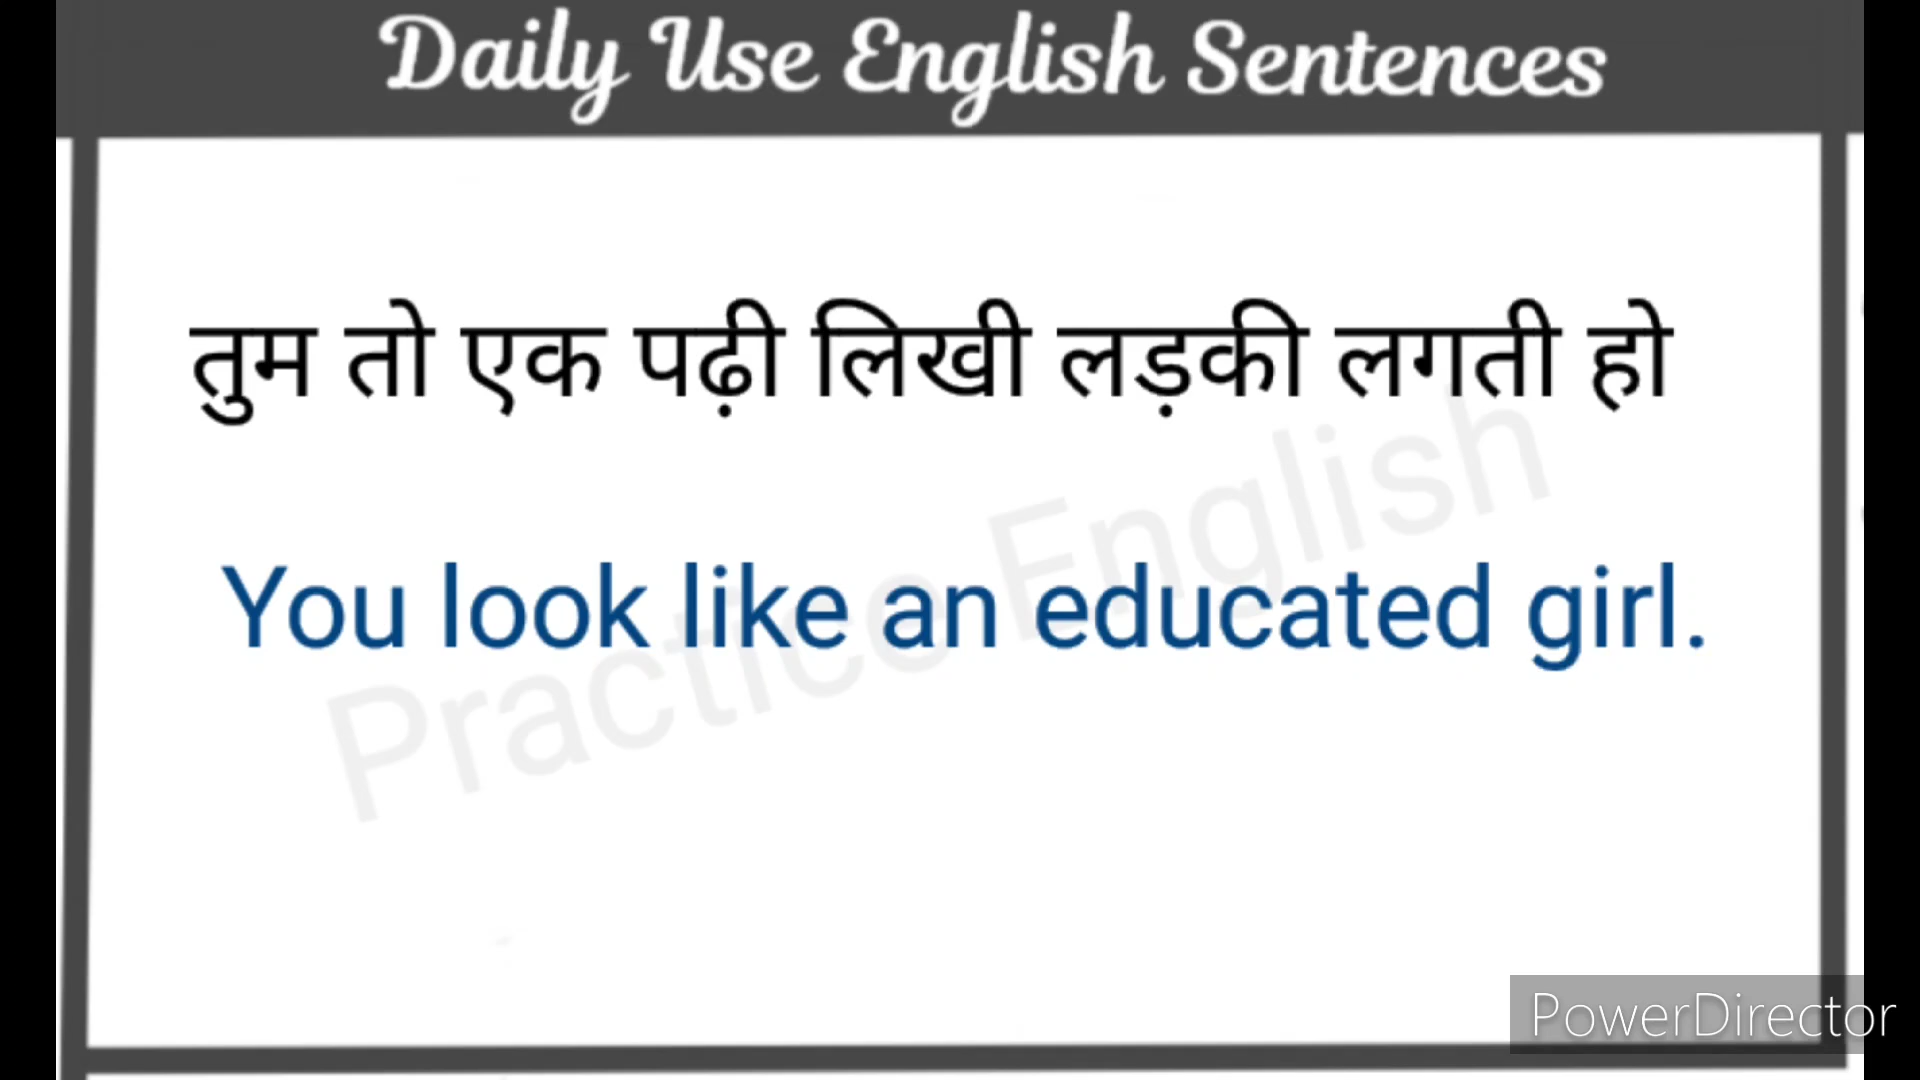 Daily Use English Sentences
तुम तो एक पढ़ी लिखी लड़की लगती हो
You look like an educated girl.
Practice English
PowerDirector